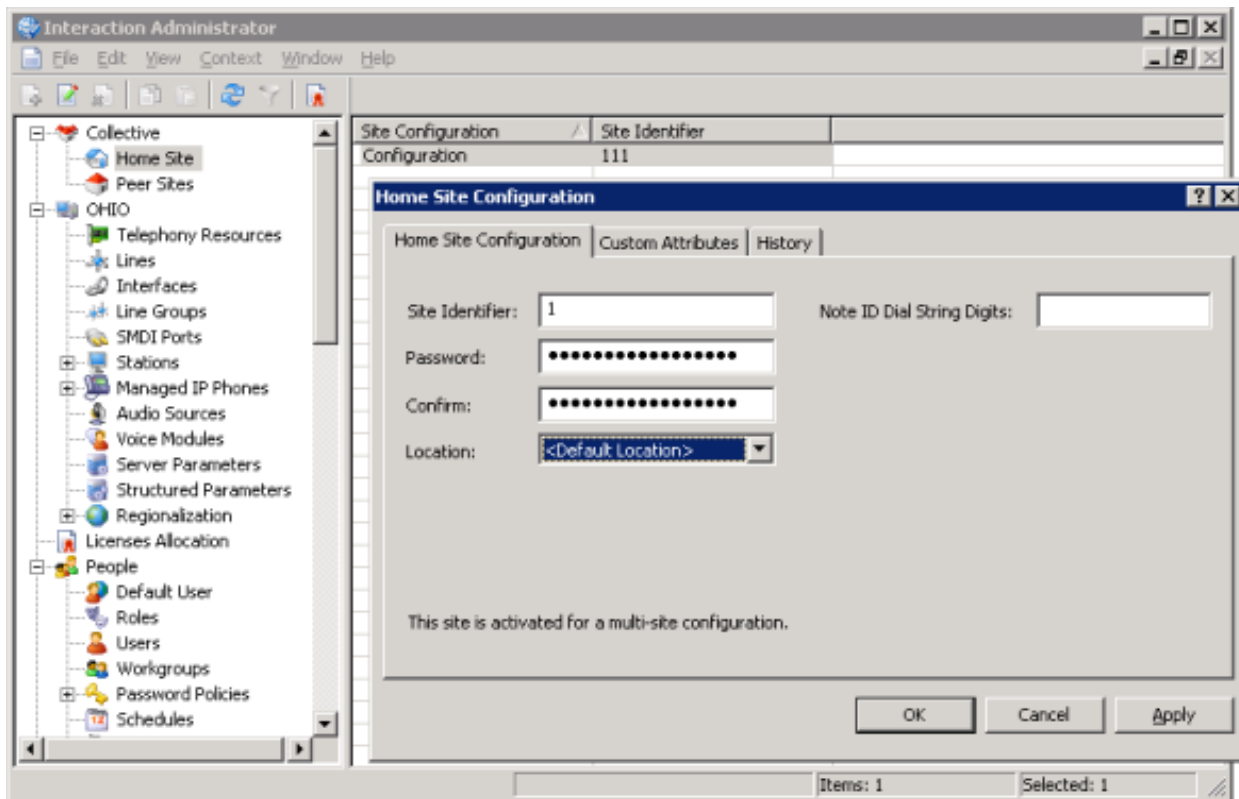 Interaction Administrator
File Edit View Context Window Help
Collective
Home Site
Peer Sites
OHIO
Telephony Resources
Lines
Interfaces
Line Groups
SMDI Ports
Stations
Managed IP Phones
Audio Sources
Voice Modules
Server Parameters
Structured Parameters
Regionalization
Licenses Allocation
People
Default User
Roles
Users
Workgroups
Password Policies
Schedules
Site Configuration Site Identifier
Configuration 111
Home Site Configuration
Home Site Configuration Custom Attributes History
Site Identifier: 1 Note ID Dial String Digits:
Password: •••••••••••••••••
Confirm: •••••••••••••••••
Location: <Default Location>
This site is activated for a multi-site configuration.
OK Cancel Apply
Items: 1 Selected: 1